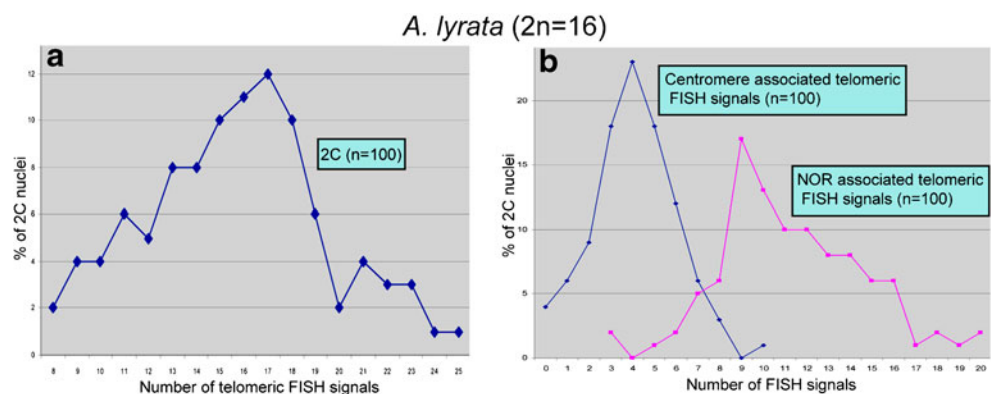 A. lyrata (2n=16)
a
% of 2C nuclei
12
10
8
6
4
2
0
2C (n=100)
8 9 10 11 12 13 14 15 16 17 18 19 20 21 22 23 24 25
Number of telomeric FISH signals
b
% of 2C nuclei
20
15
10
5
0
Centromere associated telomeric
FISH signals (n=100)
NOR associated telomeric
FISH signals (n=100)
0 1 2 3 4 5 6 7 8 9 10 11 12 13 14 15 16 17 18 19 20
Number of FISH signals